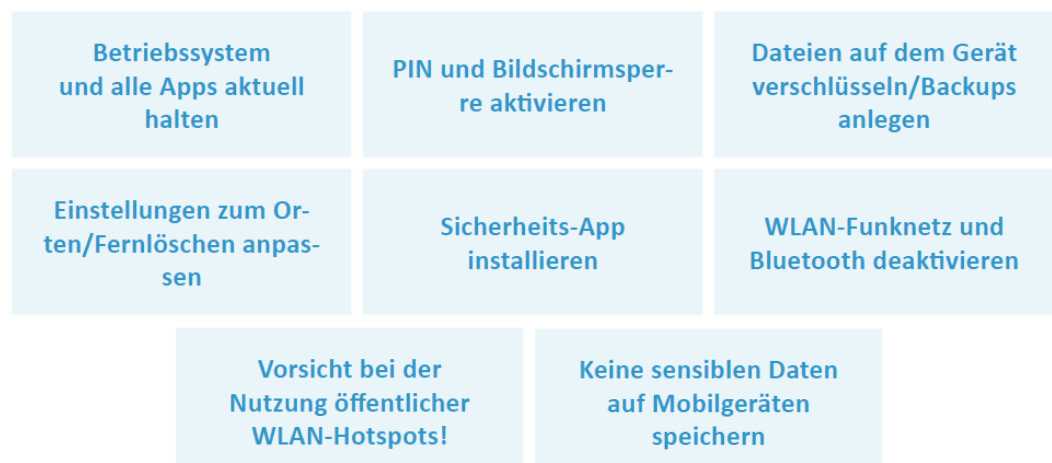 Betriebssystem
und alle Apps aktuell
halten
PIN und Bildschirmsper-
re aktivieren
Dateien auf dem Gerät
verschlüsseln/Backups
anlegen
Einstellungen zum Or-
ten/Fernlöschen anpas-
sen
Sicherheits-App
installieren
WLAN-Funknetz und
Bluetooth deaktivieren
Vorsicht bei der
Nutzung öffentlicher
WLAN-Hotspots!
Keine sensiblen Daten
auf Mobilgeräten
speichern